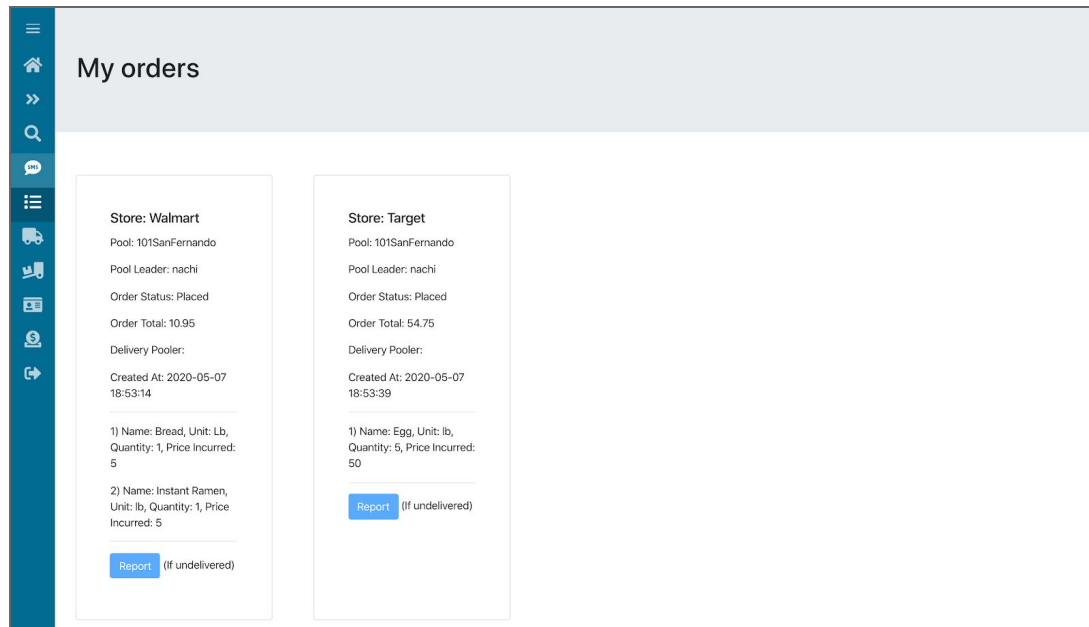 My orders
SMS
Store: Walmart
Pool: 101SanFernando
Pool Leader: nachi
Order Status: Placed
Order Total: 10.95
Delivery Pooler:
Created At: 2020-05-07
18:53:14
1) Name: Bread, Unit: Lb,
Quantity: 1, Price Incurred:
5
2) Name: Instant Ramen,
Unit: lb, Quantity: 1, Price
Incurred: 5
Report (If undelivered)
Store: Target
Pool: 101SanFernando
Pool Leader: nachi
Order Status: Placed
Order Total: 54.75
Delivery Pooler:
Created At: 2020-05-07
18:53:39
1) Name: Egg, Unit: lb,
Quantity: 5, Price Incurred:
50
Report (If undelivered)